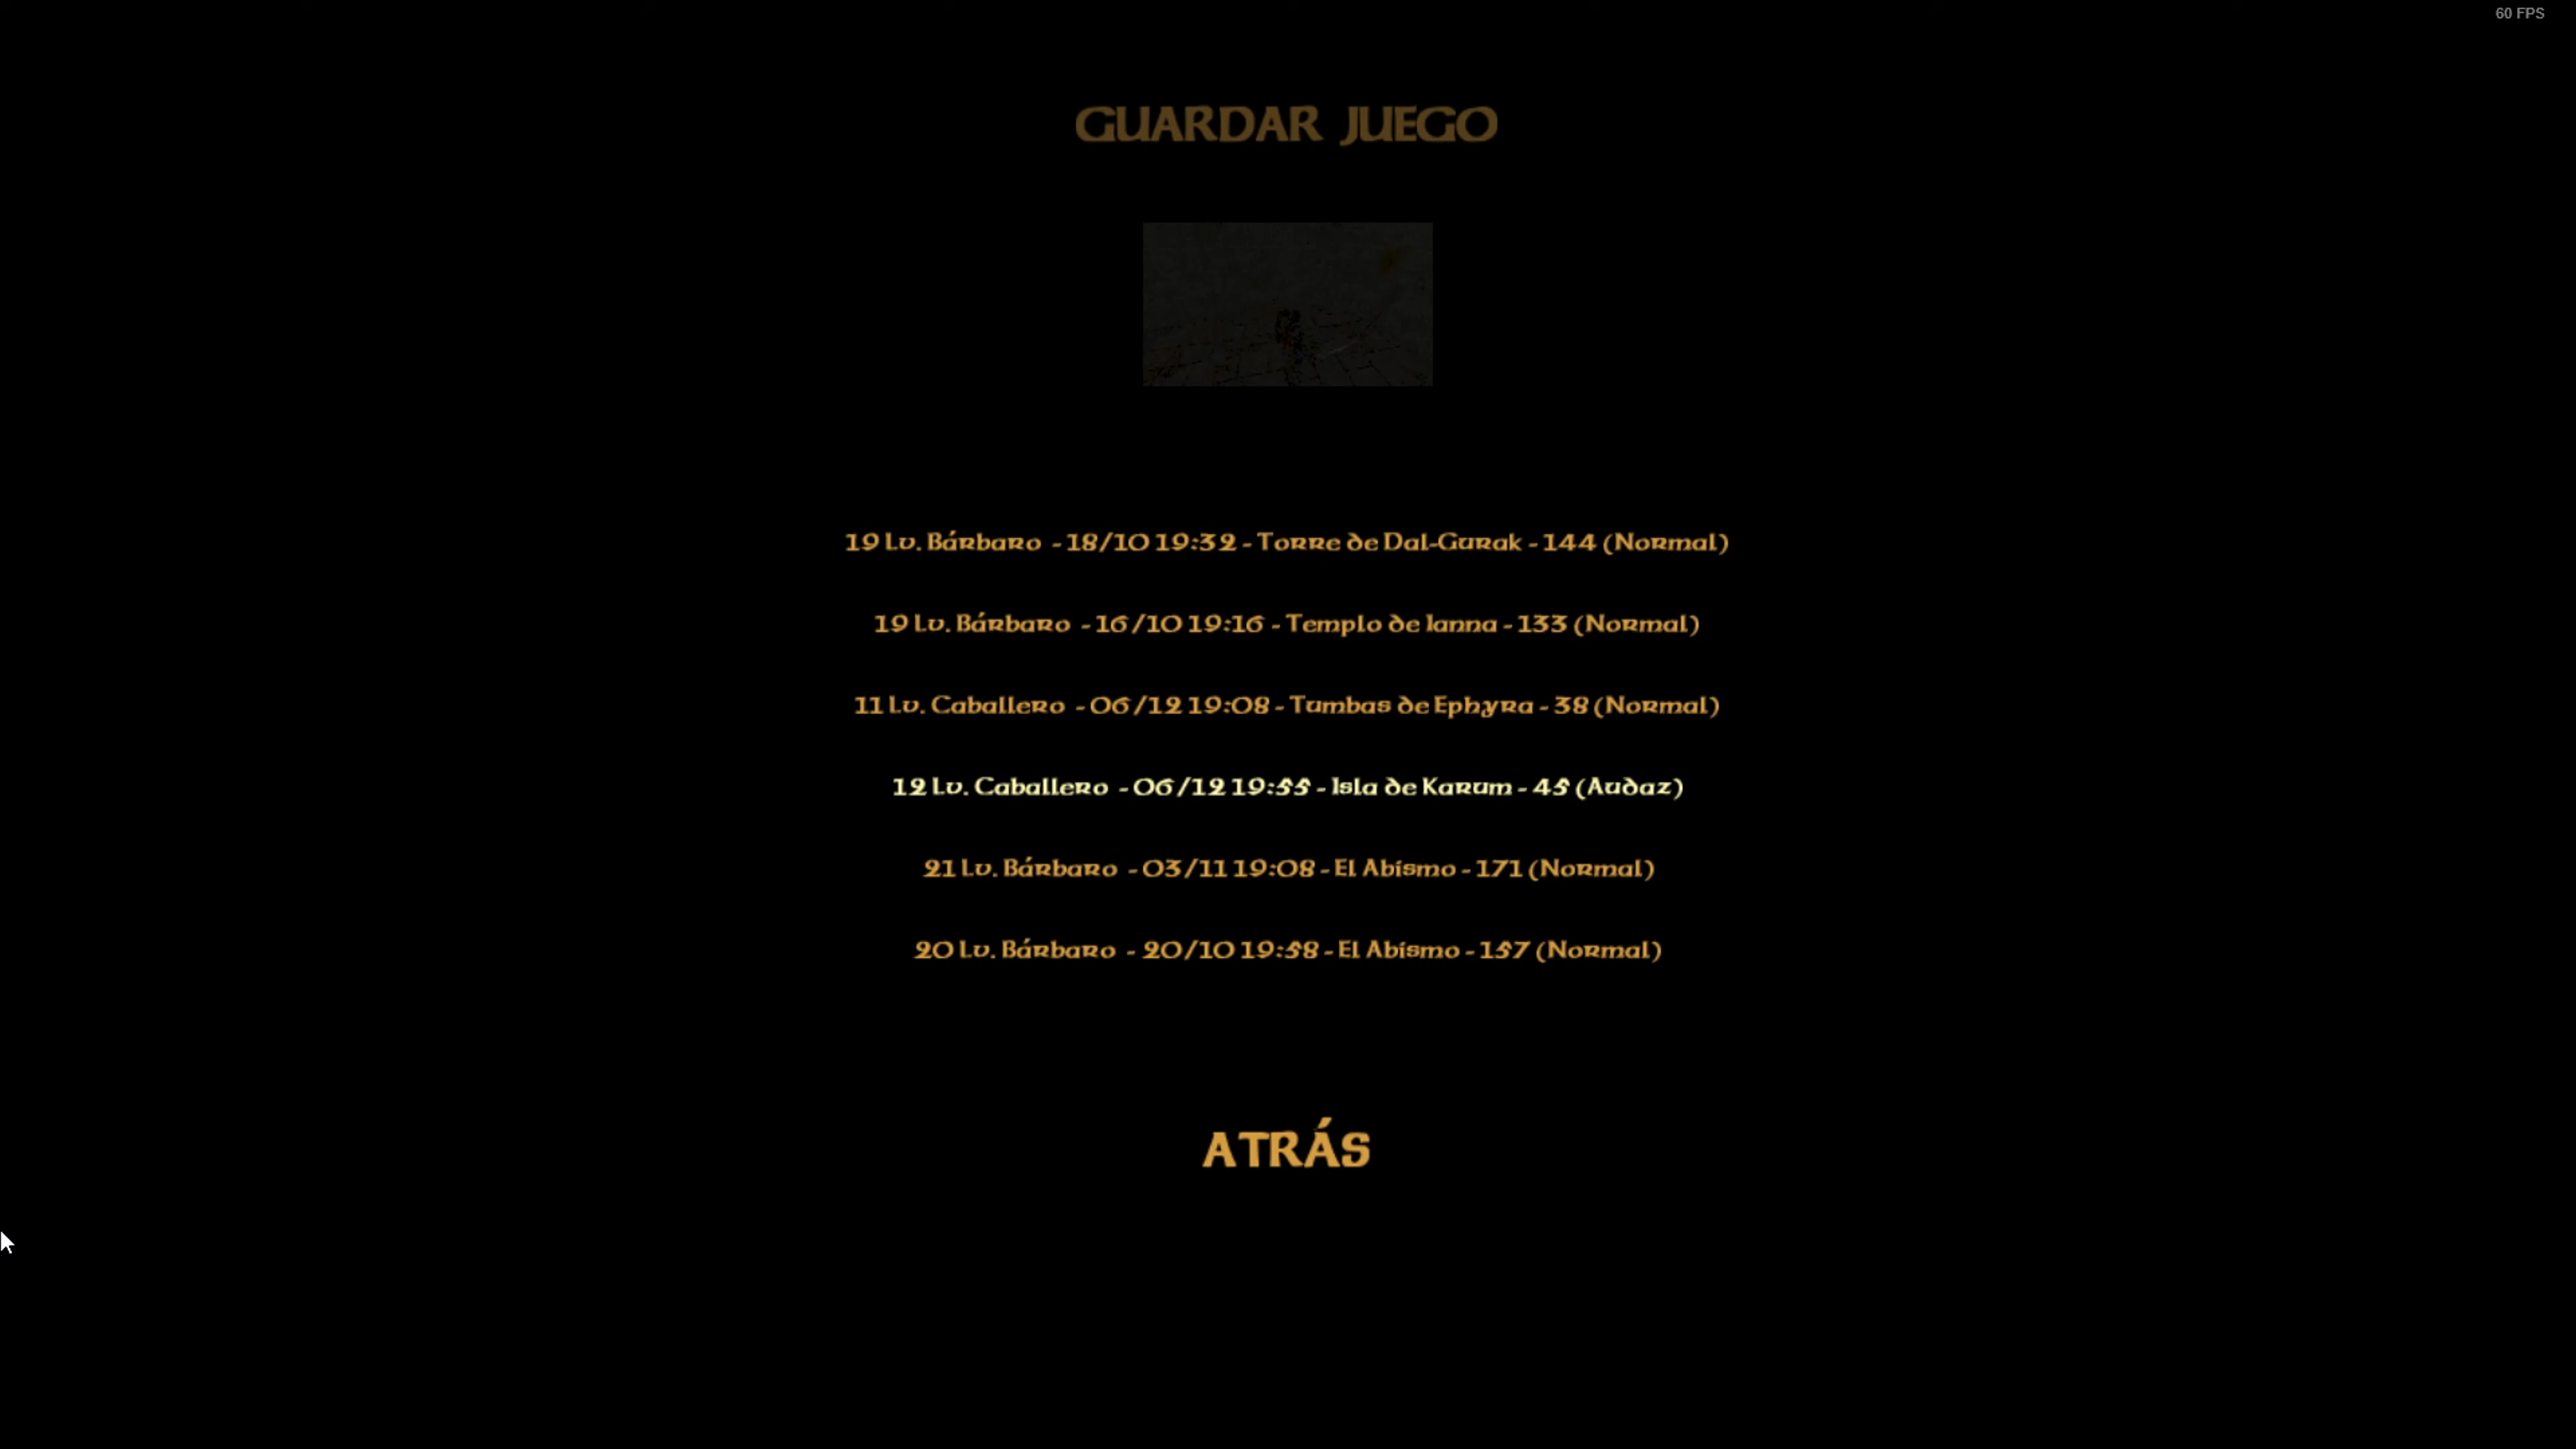 60 FPS
GUARDAR JUEGO
19 Lv. Bárbaro - 18/10 19:32 - Torre de Dal-Gurak - 144 (Normal)
19 Lv. Bárbaro - 16/10 19:16 - Templo de Ianna - 133 (Normal)
11 Lv. Caballero - 06/12 19:08 - Tumbas de Ephyra - 38 (Normal)
12 Lv. Caballero - 06/12 19:55 - Isla de Karum - 45 (Audaz)
21 Lv. Bárbaro - 03/11 19:08 - El Abismo - 171 (Normal)
20 Lv. Bárbaro - 20/10 19:58 - El Abismo - 157 (Normal)
ATRÁS